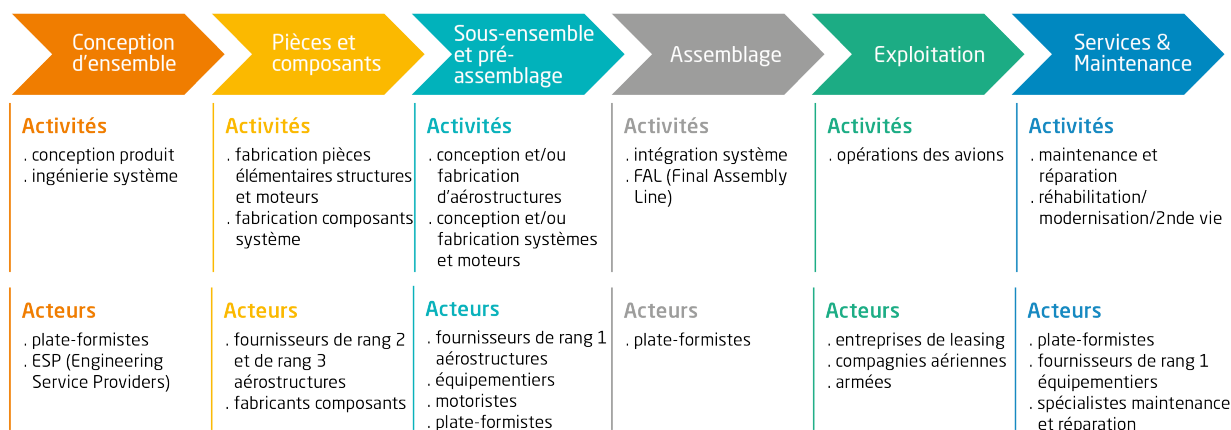 Conception
d'ensemble
Pièces et
composants
Sous-ensemble
et pré-
assemblage
Assemblage
Exploitation
Services &
Maintenance
Activités
. conception produit
. ingénierie système
Activités
. fabrication pièces
élémentaires structures
et moteurs
. fabrication composants
système
Activités
. conception et/ou
fabrication
d'aérostructures
. conception et/ou
fabrication systèmes
et moteurs
Activités
. intégration système
. FAL (Final Assembly
Line)
Activités
. opérations des avions
Activités
. maintenance et
réparation
. réhabilitation/
modernisation/2nde vie
Acteurs
. plate-formistes
. ESP (Engineering
Service Providers)
Acteurs
. fournisseurs de rang 2
et de rang 3
aérostructures
. fabricants composants
Acteurs
. fournisseurs de rang 1
aérostructures
. équipementiers
. motoristes
. plate-formistes
Acteurs
. plate-formistes
Acteurs
. entreprises de leasing
. compagnies aériennes
. armées
Acteurs
. plate-formistes
. fournisseurs de rang 1
équipementiers
. spécialistes maintenance
et réparation